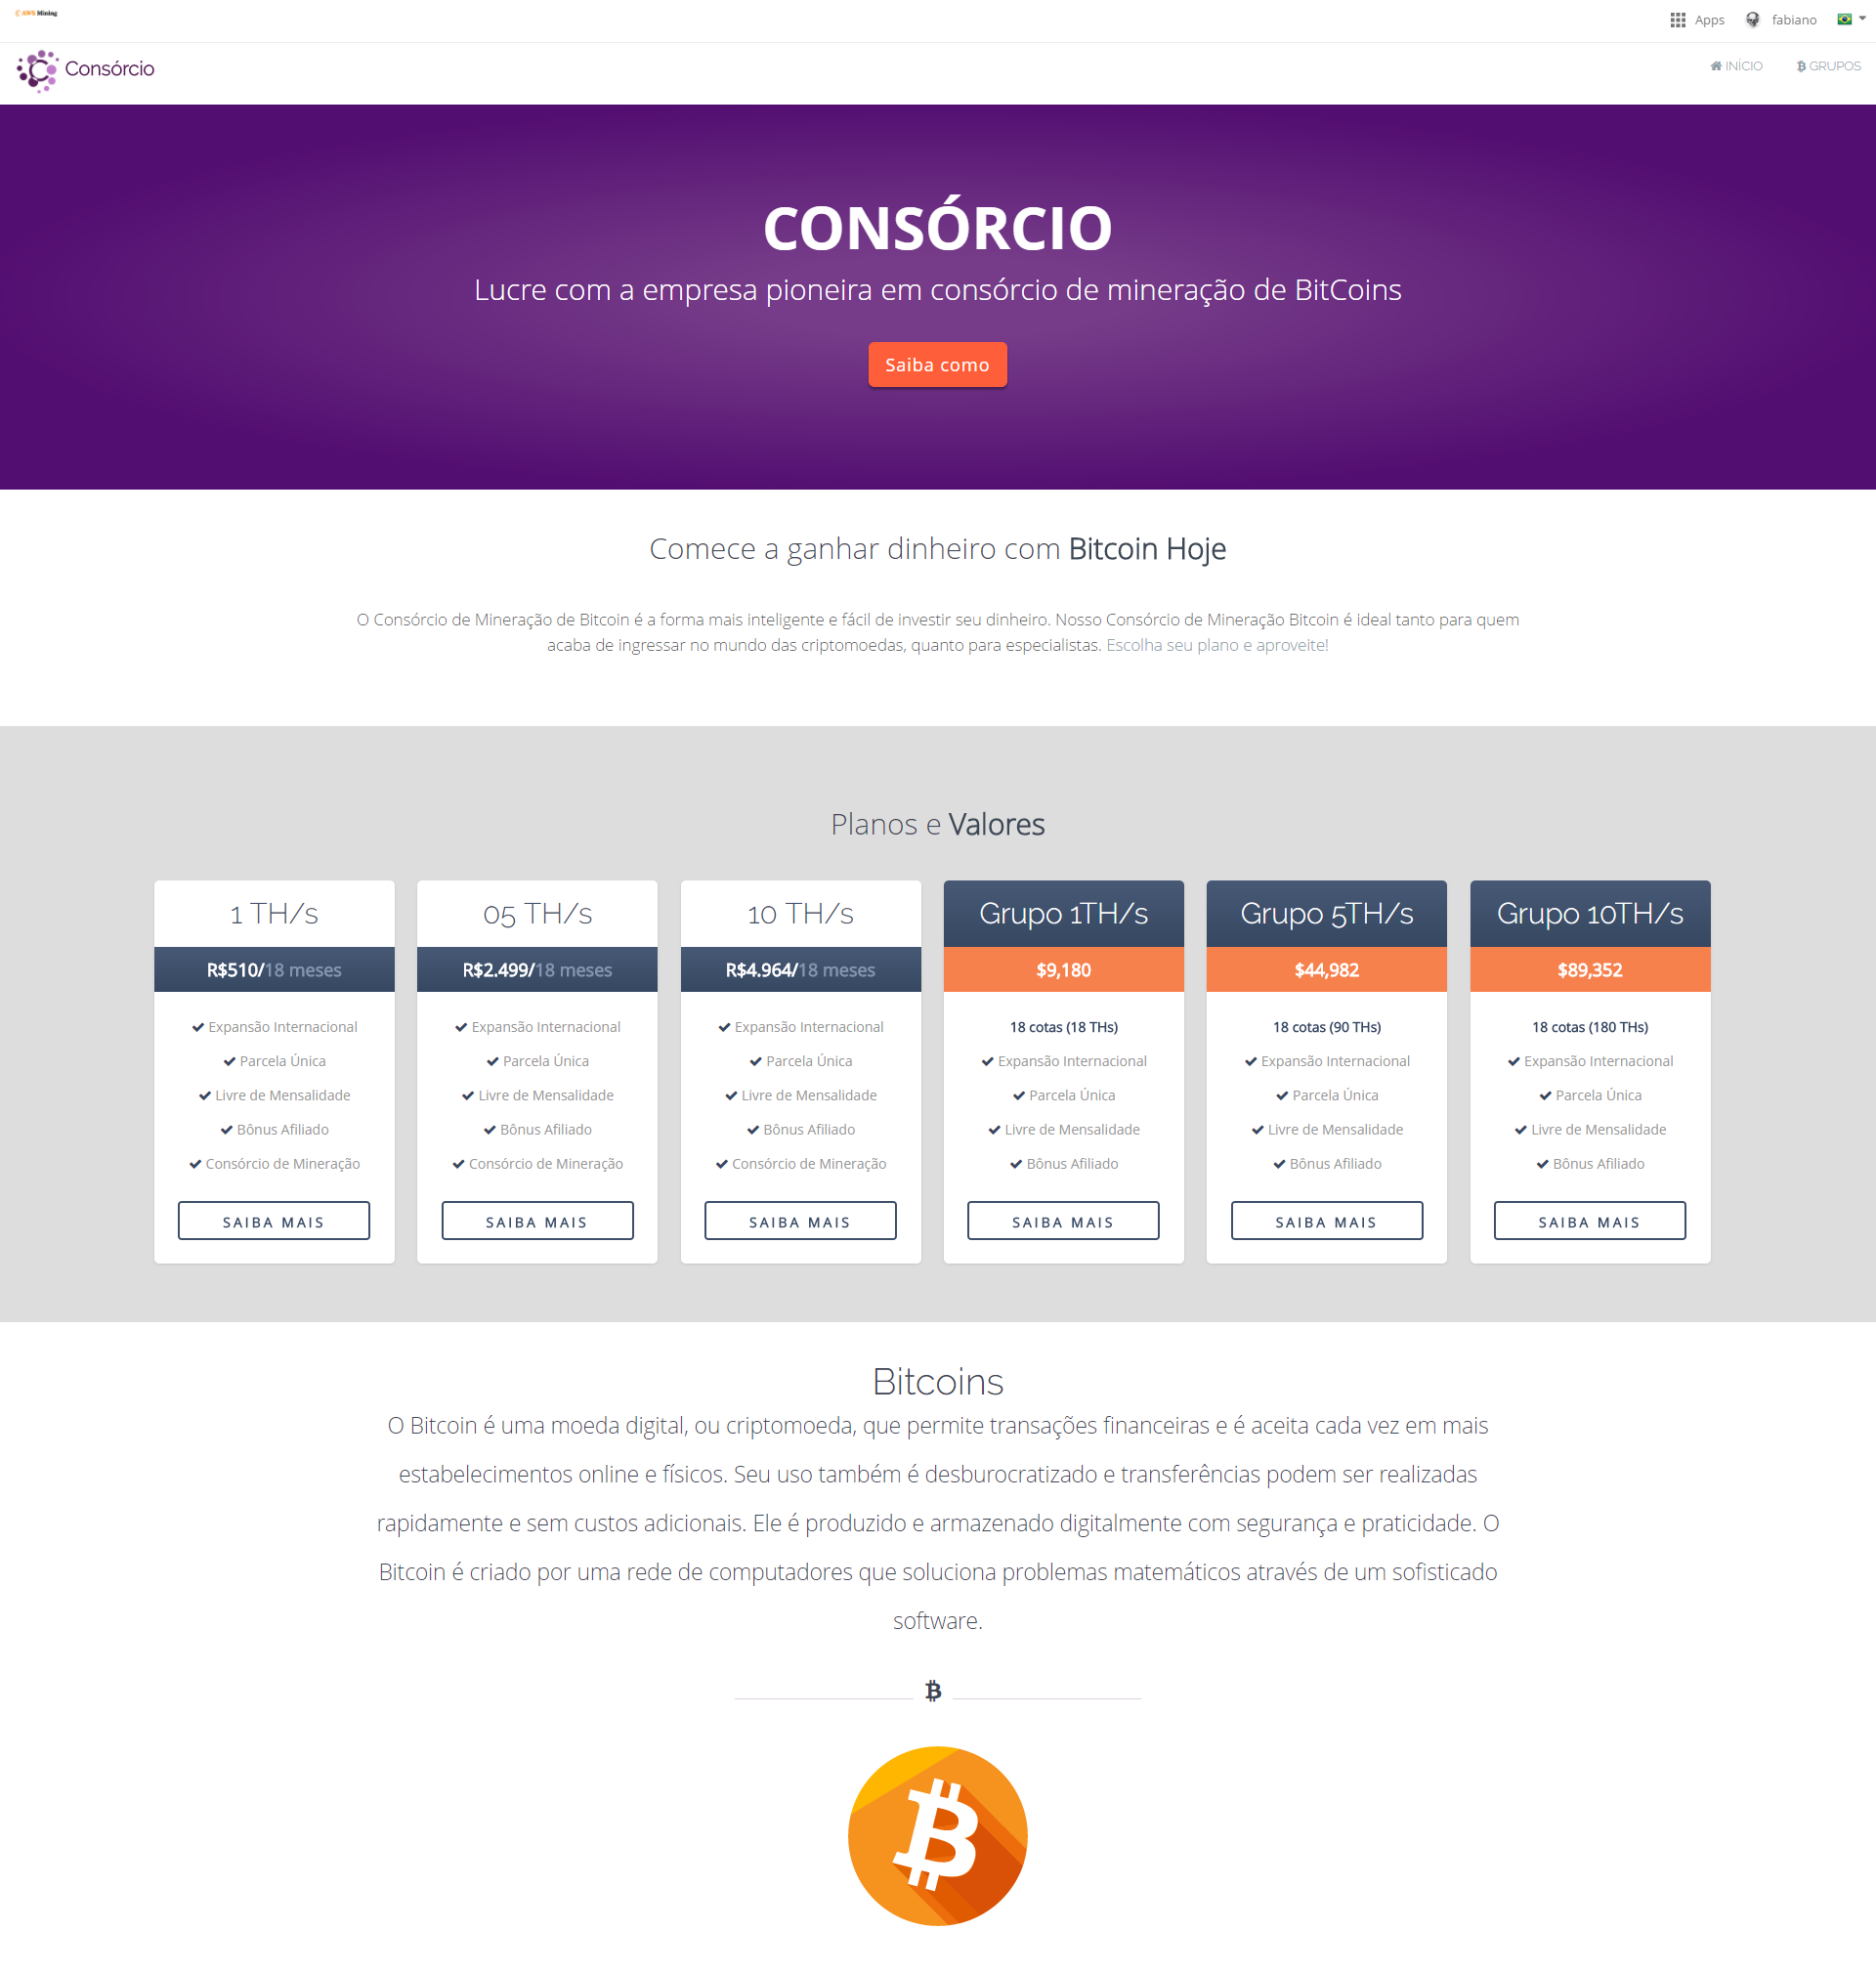 AWS Mining
Apps
fabiano
Consórcio
INÍCIO
GRUPOS
CONSÓRCIO
Lucre com a empresa pioneira em consórcio de mineração de BitCoins
Saiba como
Comece a ganhar dinheiro com Bitcoin Hoje
O Consórcio de Mineração de Bitcoin é a forma mais inteligente e fácil de investir seu dinheiro. Nosso Consórcio de Mineração Bitcoin é ideal tanto para quem
acaba de ingressar no mundo das criptomoedas, quanto para especialistas. Escolha seu plano e aproveite!
Planos e Valores
1 TH/s
R$510/18 meses
Expansão Internacional
Parcela Única
Livre de Mensalidade
Bônus Afiliado
Consórcio de Mineração
SAIBA MAIS
05 TH/s
R$2.499/18 meses
Expansão Internacional
Parcela Única
Livre de Mensalidade
Bônus Afiliado
Consórcio de Mineração
SAIBA MAIS
10 TH/s
R$4.964/18 meses
Expansão Internacional
Parcela Única
Livre de Mensalidade
Bônus Afiliado
Consórcio de Mineração
SAIBA MAIS
Grupo 1TH/s
$9,180
18 cotas (18 THs)
Expansão Internacional
Parcela Única
Livre de Mensalidade
Bônus Afiliado
SAIBA MAIS
Grupo 5TH/s
$44,982
18 cotas (90 THs)
Expansão Internacional
Parcela Única
Livre de Mensalidade
Bônus Afiliado
SAIBA MAIS
Grupo 10TH/s
$89,352
18 cotas (180 THs)
Expansão Internacional
Parcela Única
Livre de Mensalidade
Bônus Afiliado
SAIBA MAIS
Bitcoins
O Bitcoin é uma moeda digital, ou criptomoeda, que permite transações financeiras e é aceita cada vez em mais
estabelecimentos online e físicos. Seu uso também é desburocratizado e transferências podem ser realizadas
rapidamente e sem custos adicionais. Ele é produzido e armazenado digitalmente com segurança e praticidade. O
Bitcoin é criado por uma rede de computadores que soluciona problemas matemáticos através de um sofisticado
software.